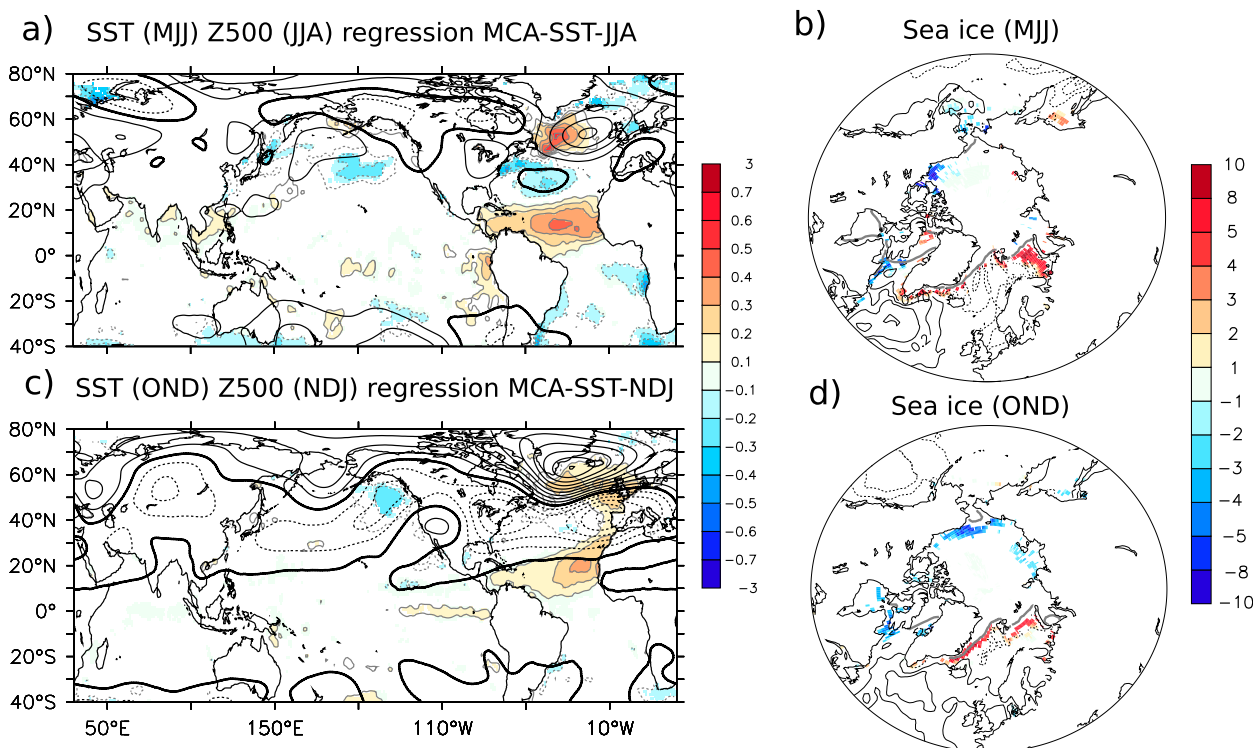 a)
SST (MJJ) Z500 (JJA) regression MCA-SST-JJA
80°N
60°N
40°N
20°N
0°
20°S
40°S
3
0.7
0.6
0.5
0.4
0.3
0.2
0.1
−0.1
−0.2
−0.3
−0.4
−0.5
−0.6
−0.7
−3
b)
Sea ice (MJJ)
10
8
5
4
3
2
1
−1
−2
−3
−4
−5
−8
−10
c)
SST (OND) Z500 (NDJ) regression MCA-SST-NDJ
80°N
60°N
40°N
20°N
0°
20°S
40°S
50°E
150°E
110°W
10°W
d)
Sea ice (OND)